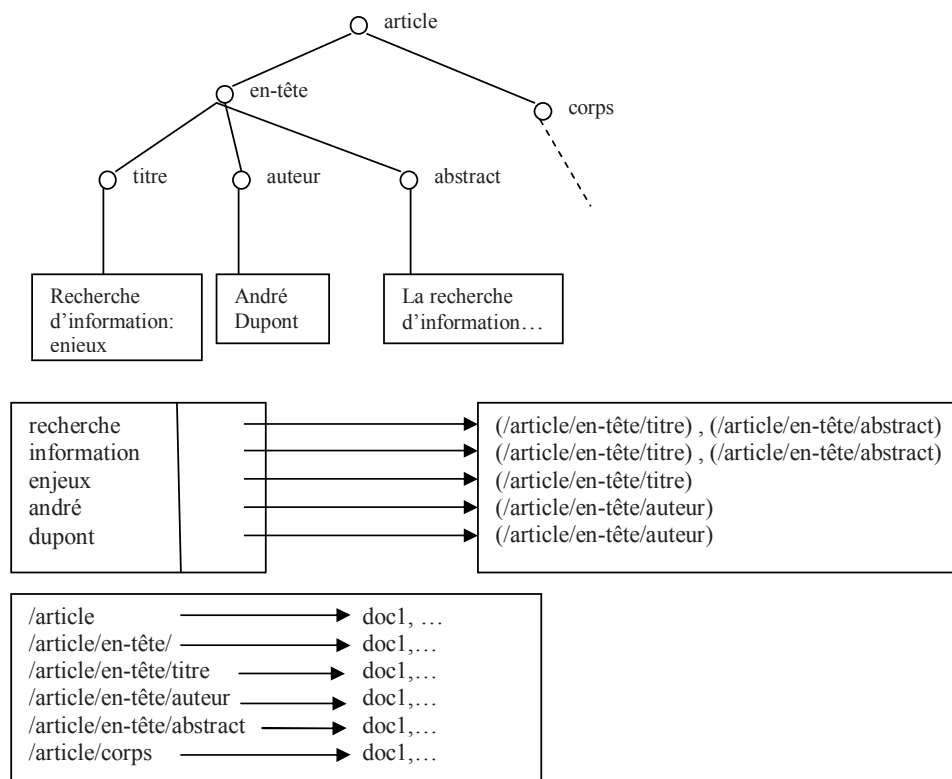 article
en-tête
corps
titre
auteur
abstract
Recherche
d’information:
enieux
André
Dupont
La recherche
d’information…
recherche
information
enjeux
andré
dupont
(/article/en-tête/titre) , (/article/en-tête/abstract)
(/article/en-tête/titre) , (/article/en-tête/abstract)
(/article/en-tête/titre)
(/article/en-tête/auteur)
(/article/en-tête/auteur)
/article doc1, …
/article/en-tête/ doc1,…
/article/en-tête/titre doc1,…
/article/en-tête/auteur doc1,…
/article/en-tête/abstract doc1,…
/article/corps doc1,…